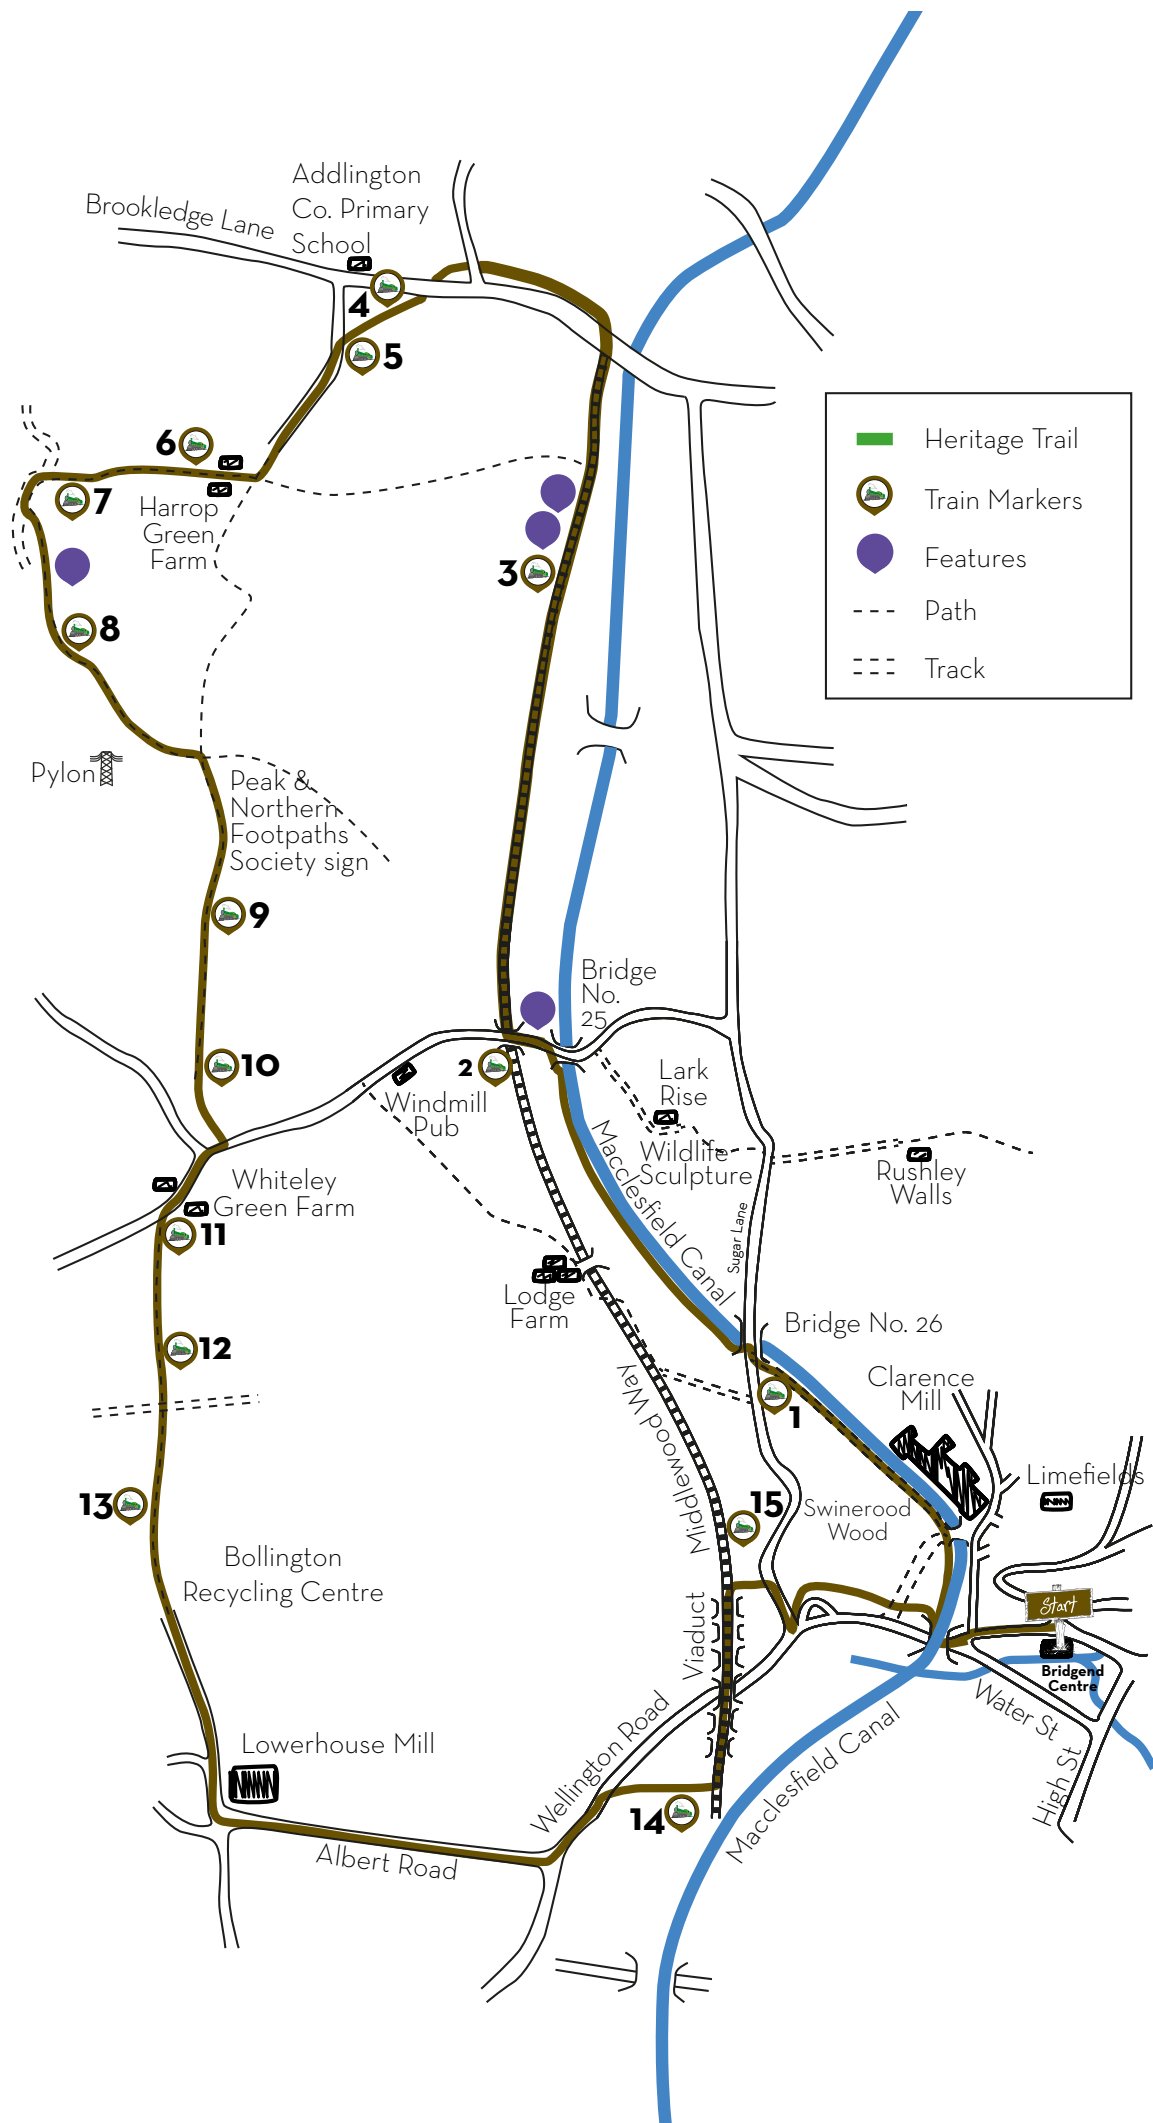 Addlington
Co. Primary
School
Brookledge Lane
4
5
6
7
Harrop
Green
Farm
3
8
Heritage Trail
Train Markers
Features
Path
Track
Pylon
Peak &
Northern
Footpaths
Society sign
9
Bridge
No.
25
10
2
Windmill
Pub
Lark
Rise
Wildlife
Sculpture
Rushley
Walls
Macclesfield Canal
Sugar Lane
Whiteley
Green Farm
11
Lodge
Farm
12
Bridge No. 26
Clarence
Mill
1
Middlewood Way
Limefields
13
15
Swinerood
Wood
Bollington
Recycling Centre
Start
Viaduct
Bridgend
Centre
Water St
High St
Wellington Road
Macclesfield Canal
Lowerhouse Mill
14
Albert Road